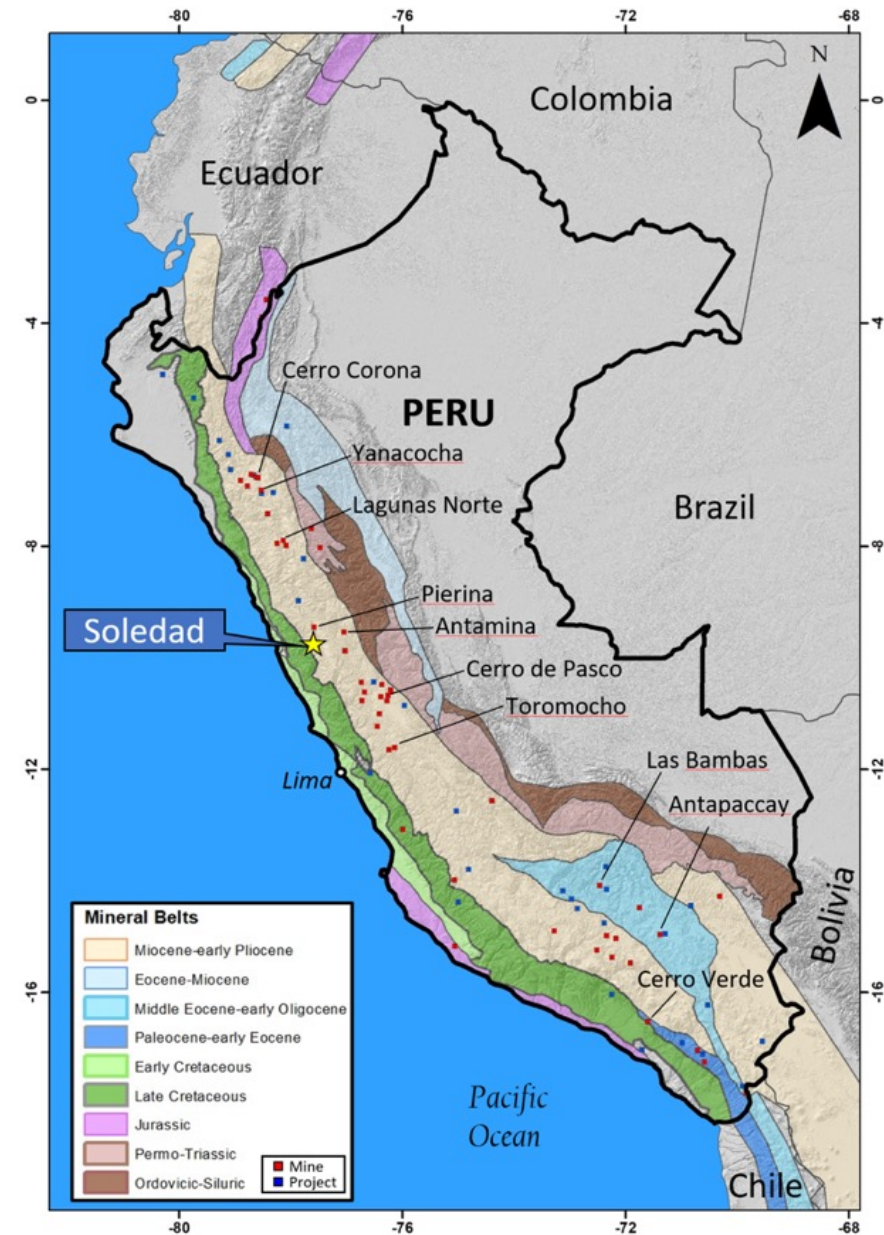 -80
-76
-72
-68
N
0
Colombia
Ecuador
-4
Cerro Corona
PERU
Yanacocha
Lagunas Norte
Brazil
-8
Pierina
Soledad
Antamina
Cerro de Pasco
Toromocho
-12
Lima
Las Bambas
Antapaccay
Bolivia
Mineral Belts
Miocene-early Pliocene
Eocene-Miocene
Middle Eocene-early Oligocene
Paleocene-early Eocene
Early Cretaceous
Late Cretaceous
Jurassic
Permo-Triassic
Ordovicic-Siluric
Mine
Project
-16
Cerro Verde
Pacific
Ocean
Chile
0
-4
-8
-12
-16
-80
-76
-72
-68